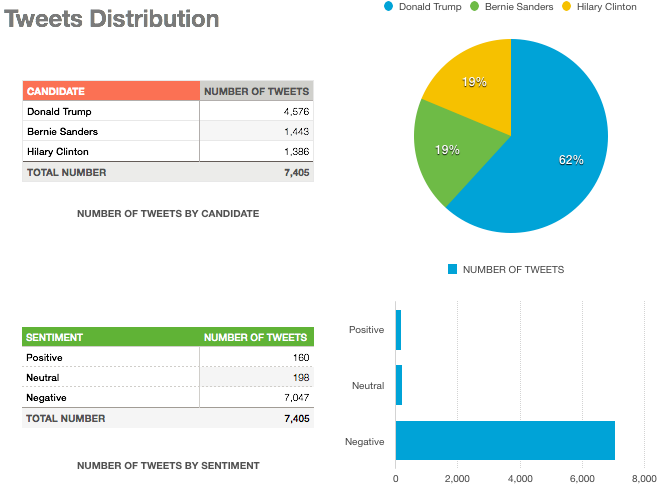 Tweets Distribution
Donald Trump Bernie Sanders Hilary Clinton
CANDIDATE NUMBER OF TWEETS
Donald Trump 4,576
Bernie Sanders 1,443
Hilary Clinton 1,386
TOTAL NUMBER 7,405
NUMBER OF TWEETS BY CANDIDATE
19%
19%
62%
NUMBER OF TWEETS
SENTIMENT NUMBER OF TWEETS
Positive 160
Neutral 198
Negative 7,047
TOTAL NUMBER 7,405
NUMBER OF TWEETS BY SENTIMENT
Positive
Neutral
Negative
0 2,000 4,000 6,000 8,000